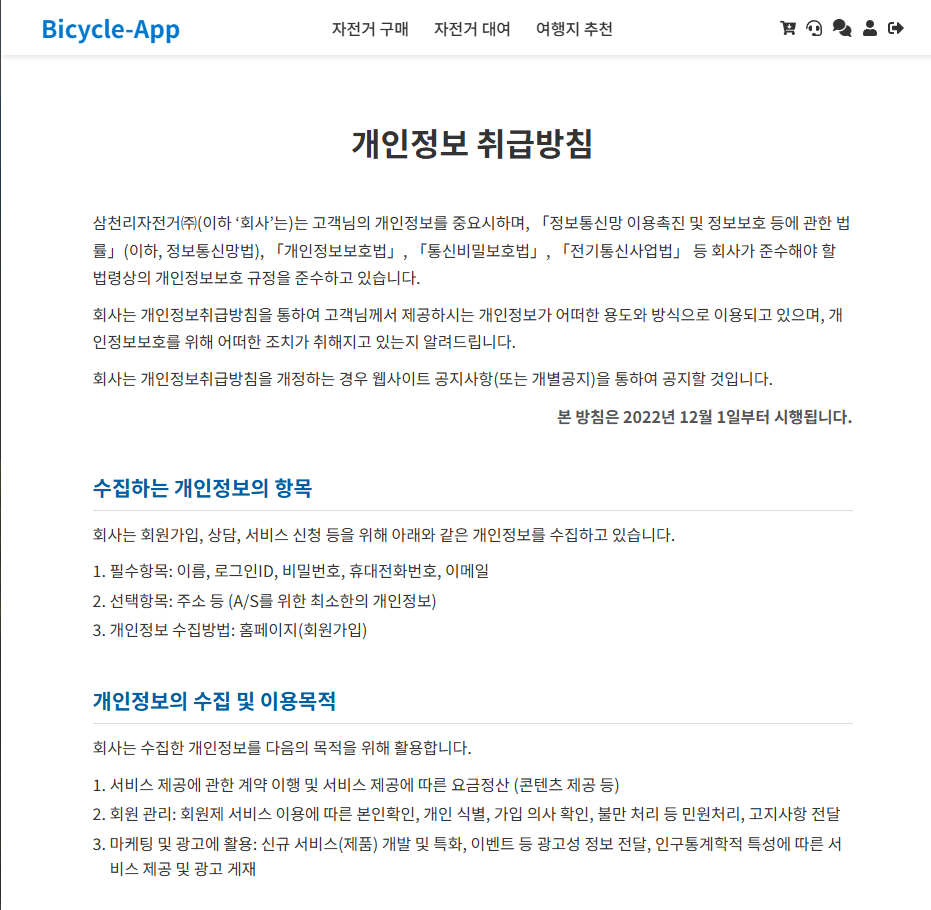 Bicycle-App
자전거 구매 자전거 대여 여행지 추천
개인정보 취급방침
삼천리자전거㈜(이하 ‘회사’는)는 고객님의 개인정보를 중요시하며, 「정보통신망 이용촉진 및 정보보호 등에 관한 법
률」(이하, 정보통신망법), 「개인정보보호법」, 「통신비밀보호법」, 「전기통신사업법」 등 회사가 준수해야 할
법령상의 개인정보보호 규정을 준수하고 있습니다.
회사는 개인정보취급방침을 통하여 고객님께서 제공하시는 개인정보가 어떠한 용도와 방식으로 이용되고 있으며, 개
인정보보호를 위해 어떠한 조치가 취해지고 있는지 알려드립니다.
회사는 개인정보취급방침을 개정하는 경우 웹사이트 공지사항(또는 개별공지)을 통하여 공지할 것입니다.
본 방침은 2022년 12월 1일부터 시행됩니다.
수집하는 개인정보의 항목
회사는 회원가입, 상담, 서비스 신청 등을 위해 아래와 같은 개인정보를 수집하고 있습니다.
1. 필수항목: 이름, 로그인ID, 비밀번호, 휴대전화번호, 이메일
2. 선택항목: 주소 등 (A/S를 위한 최소한의 개인정보)
3. 개인정보 수집방법: 홈페이지(회원가입)
개인정보의 수집 및 이용목적
회사는 수집한 개인정보를 다음의 목적을 위해 활용합니다.
1. 서비스 제공에 관한 계약 이행 및 서비스 제공에 따른 요금정산 (콘텐츠 제공 등)
2. 회원 관리: 회원제 서비스 이용에 따른 본인확인, 개인 식별, 가입 의사 확인, 불만 처리 등 민원처리, 고지사항 전달
3. 마케팅 및 광고에 활용: 신규 서비스(제품) 개발 및 특화, 이벤트 등 광고성 정보 전달, 인구통계학적 특성에 따른 서
비스 제공 및 광고 게재